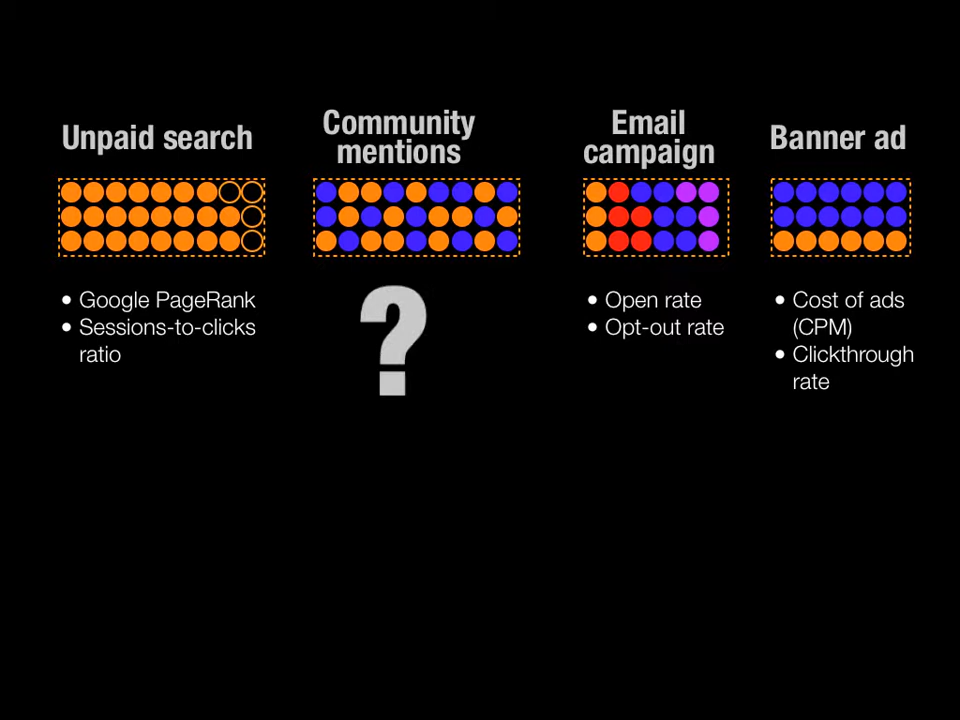 Unpaid search
• Google PageRank
• Sessions-to-clicks
ratio
Community
mentions
?
Email
campaign
• Open rate
• Opt-out rate
Banner ad
• Cost of ads
(CPM)
• Clickthrough
rate